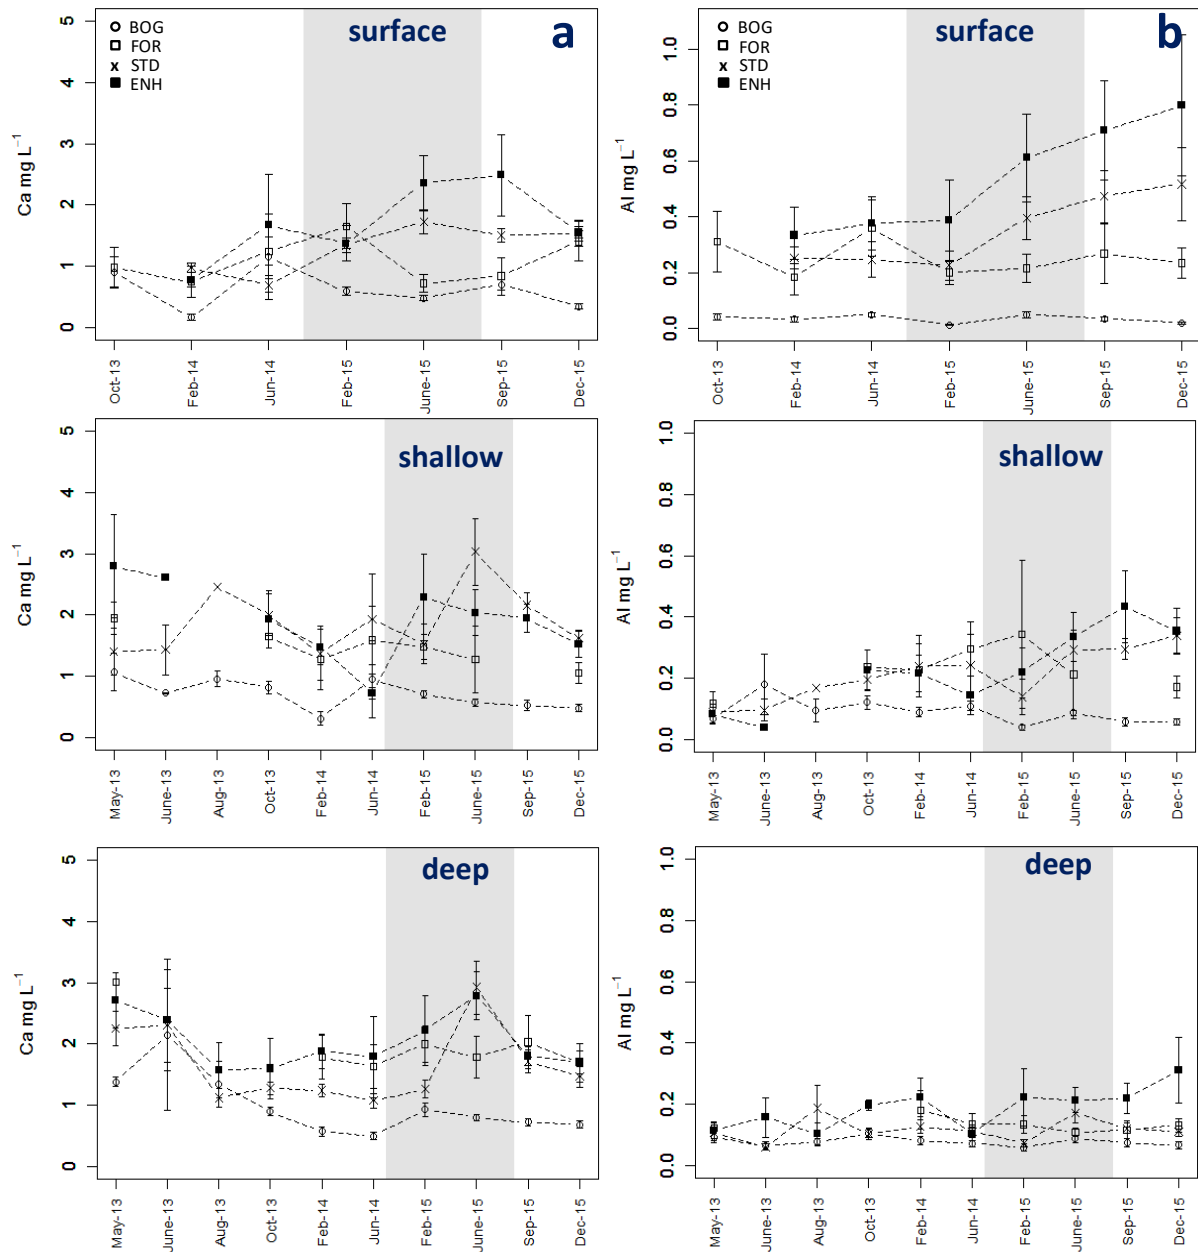 surface
a
BOG
FOR
STD
ENH
Ca mg L⁻¹
5
4
3
2
1
0
Oct-13
Feb-14
Jun-14
Feb-15
June-15
Sep-15
Dec-15
surface
b
BOG
FOR
STD
ENH
Al mg L⁻¹
1.0
0.8
0.6
0.4
0.2
0.0
Oct-13
Feb-14
Jun-14
Feb-15
June-15
Sep-15
Dec-15
shallow
Ca mg L⁻¹
5
4
3
2
1
0
May-13
June-13
Aug-13
Oct-13
Feb-14
Jun-14
Feb-15
June-15
Sep-15
Dec-15
shallow
Al mg L⁻¹
1.0
0.8
0.6
0.4
0.2
0.0
May-13
June-13
Aug-13
Oct-13
Feb-14
Jun-14
Feb-15
June-15
Sep-15
Dec-15
deep
Ca mg L⁻¹
5
4
3
2
1
0
May-13
June-13
Aug-13
Oct-13
Feb-14
Jun-14
Feb-15
June-15
Sep-15
Dec-15
deep
Al mg L⁻¹
1.0
0.8
0.6
0.4
0.2
0.0
May-13
June-13
Aug-13
Oct-13
Feb-14
Jun-14
Feb-15
June-15
Sep-15
Dec-15